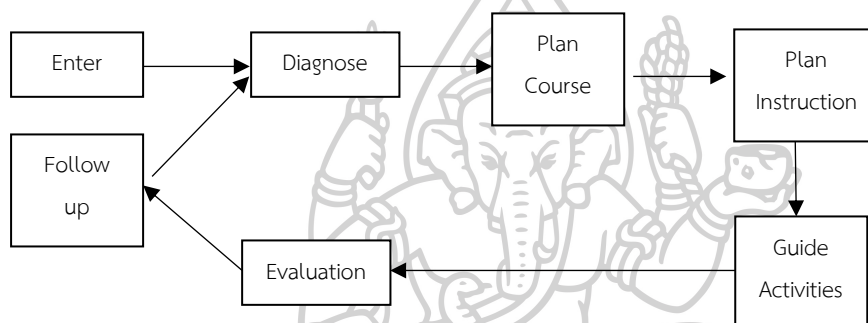 Enter
Diagnose
Plan
Course
Plan
Instruction
Follow
up
Evaluation
Guide
Activities